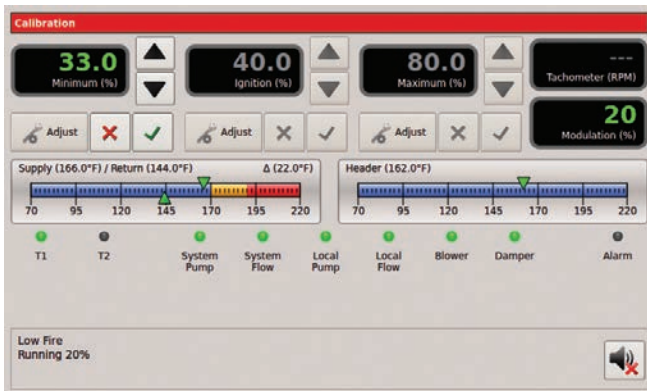 Calibration
33.0 40.0 80.0 ---
Minimum (%) Ignition (%) Maximum (%) Tachometer (RPM)
20
Modulation (%)
Adjust Adjust Adjust
Supply (166.0°F) / Return (144.0°F) Δ (22.0°F) Header (162.0°F)
70 95 120 145 170 195 220 70 95 120 145 170 195 220
T1 T2 System Pump System Flow Local Pump Local Flow Blower Damper Alarm
Low Fire
Running 20%